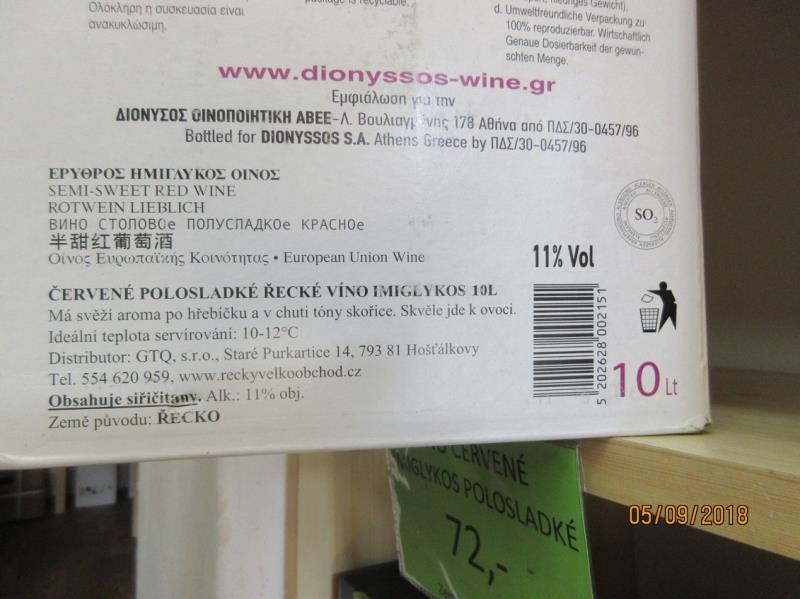 Ολόκληρη η συσκευασία είναι
ανακυκλώσιμη.
package is recyclable.
d. Umweltfreundliche Verpackung zu
100% reproduzierbar. Wirtschaftlich
Genaue Dosierbarkeit der gewün-
schten Menge.
www.dionyssos-wine.gr
Εμφιάλωση για την
ΔΙΟΝΥΣΟΣ ΟΙΝΟΠΟΙΗΤΙΚΗ ΑΒΕΕ-Λ. Βουλιαγμένης 178 Αθήνα από ΠΔΣ/30-0457/96
Bottled for DIONYSSOS S.A. Athens Greece by ΠΔΣ/30-0457/96
ΕΡΥΘΡΟΣ ΗΜΙΓΛΥΚΟΣ ΟΙΝΟΣ
SEMI-SWEET RED WINE
ROTWEIN LIEBLICH
ВИНО СТОЛОВОе ПОЛУСЛАДКОе КРАСНОе
半甜红葡萄酒
Οίνος Ευρωπαϊκής Κοινότητας • European Union Wine
SO2
11% Vol
ČERVENÉ POLOSLADKÉ ŘECKÉ VÍNO IMIGLYKOS 10L
Má svěží aroma po hřebíčku a v chuti tóny skořice. Skvěle jde k ovoci.
Ideální teplota servírování: 10-12°C
Distributor: GTQ, s.r.o., Staré Purkartice 14, 793 81 Hošťálkovy
Tel. 554 620 959, www.reckyvelkoobchod.cz
Obsahuje siřičitany. Alk.: 11% obj.
Země původu: ŘECKO
5 202628 002151
10 Lt
ČERVENÉ
IMIGLYKOS POLOSLADKÉ
72,-
05/09/2018